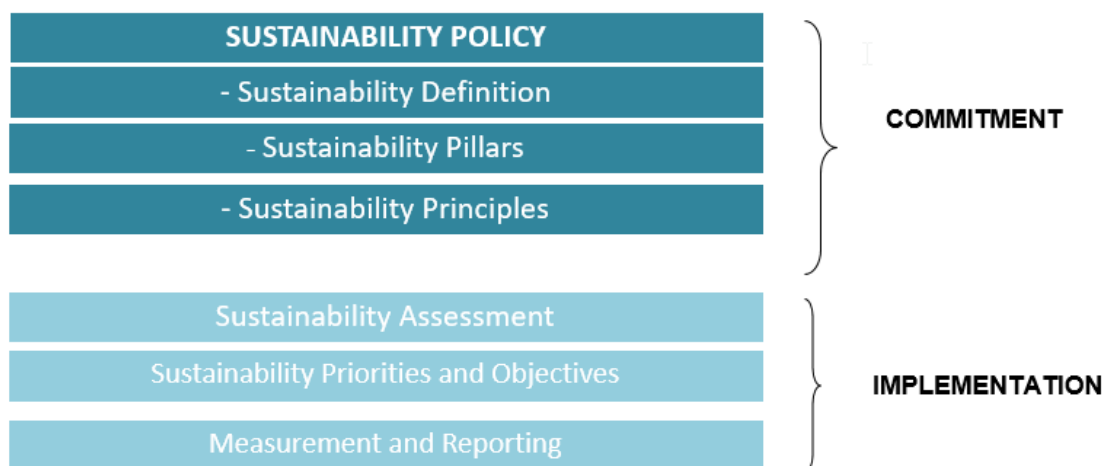 SUSTAINABILITY POLICY
- Sustainability Definition
- Sustainability Pillars
- Sustainability Principles
COMMITMENT
Sustainability Assessment
Sustainability Priorities and Objectives
Measurement and Reporting
IMPLEMENTATION